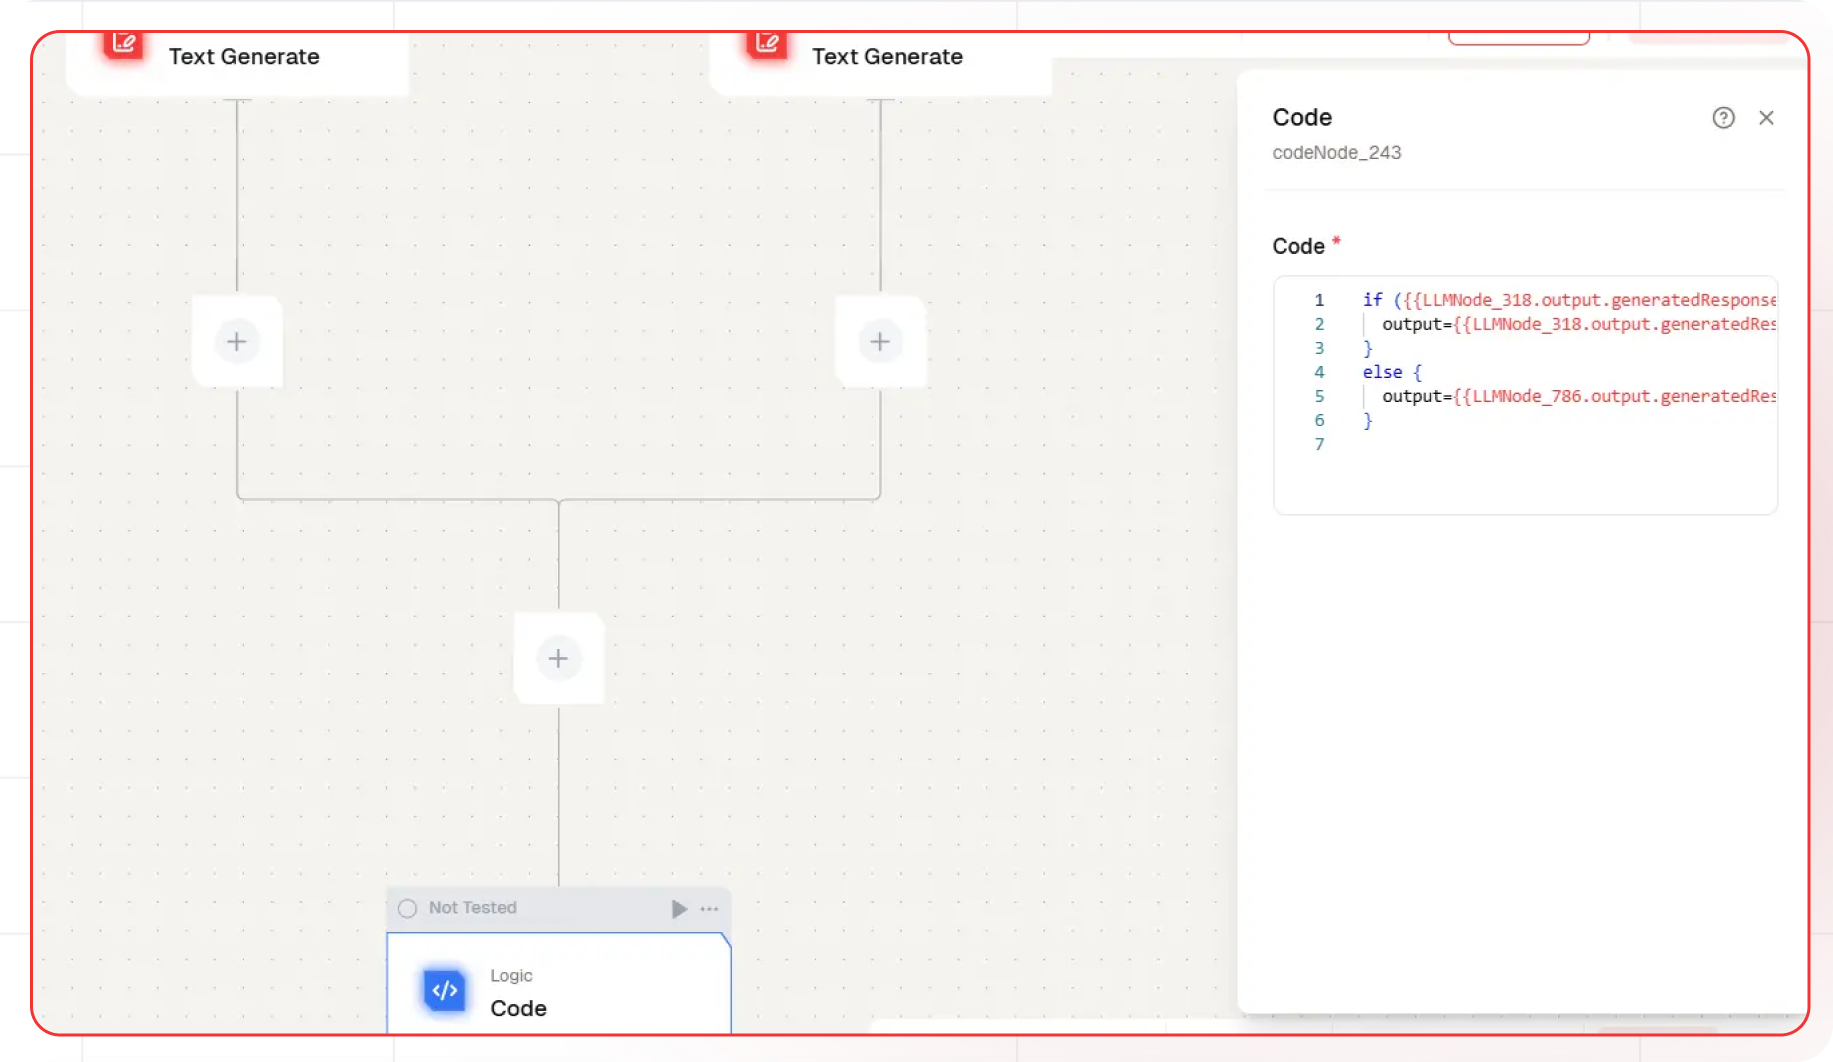 Text Generate
Text Generate
Code
codeNode_243
Code *
1 if ({{LLMNode_318.output.generatedResponse
2 output={{LLMNode_318.output.generatedRes
3 }
4 else {
5 output={{LLMNode_786.output.generatedRes
6 }
7
Not Tested
Logic
Code